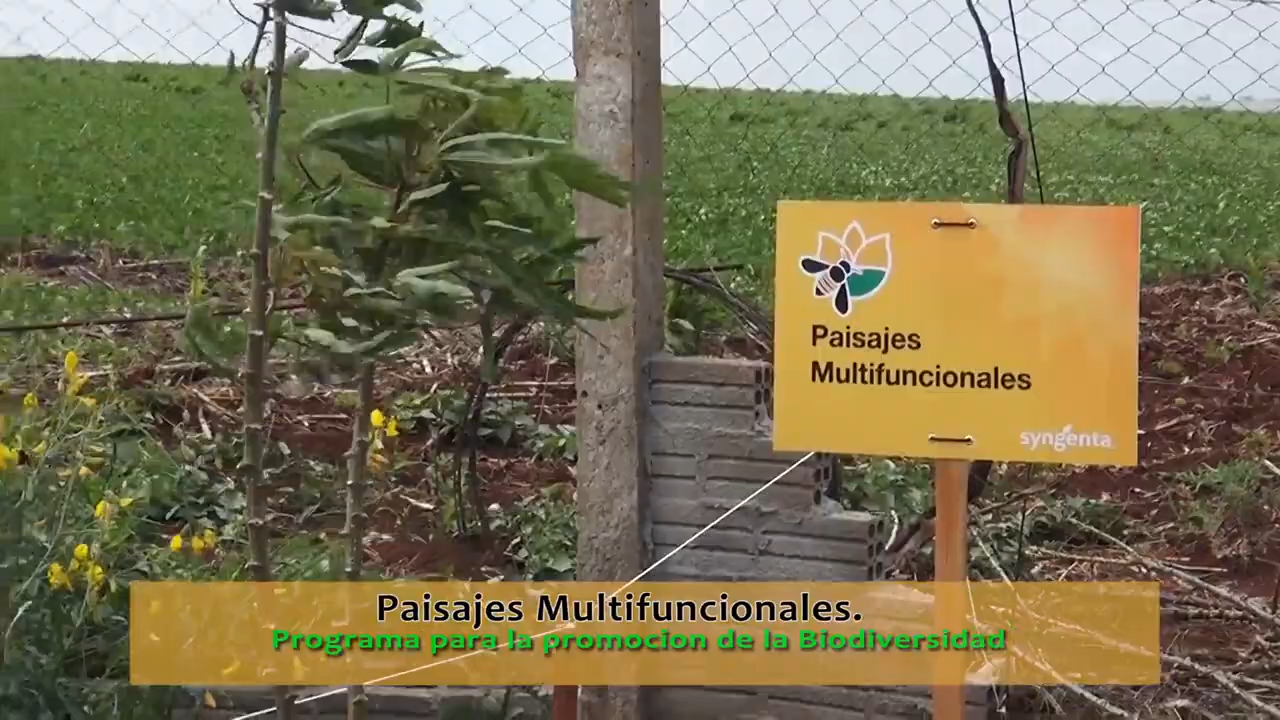 Paisajes
Multifuncionales
syngenta
Paisajes Multifuncionales.
Programa para la promocion de la Biodiversidad